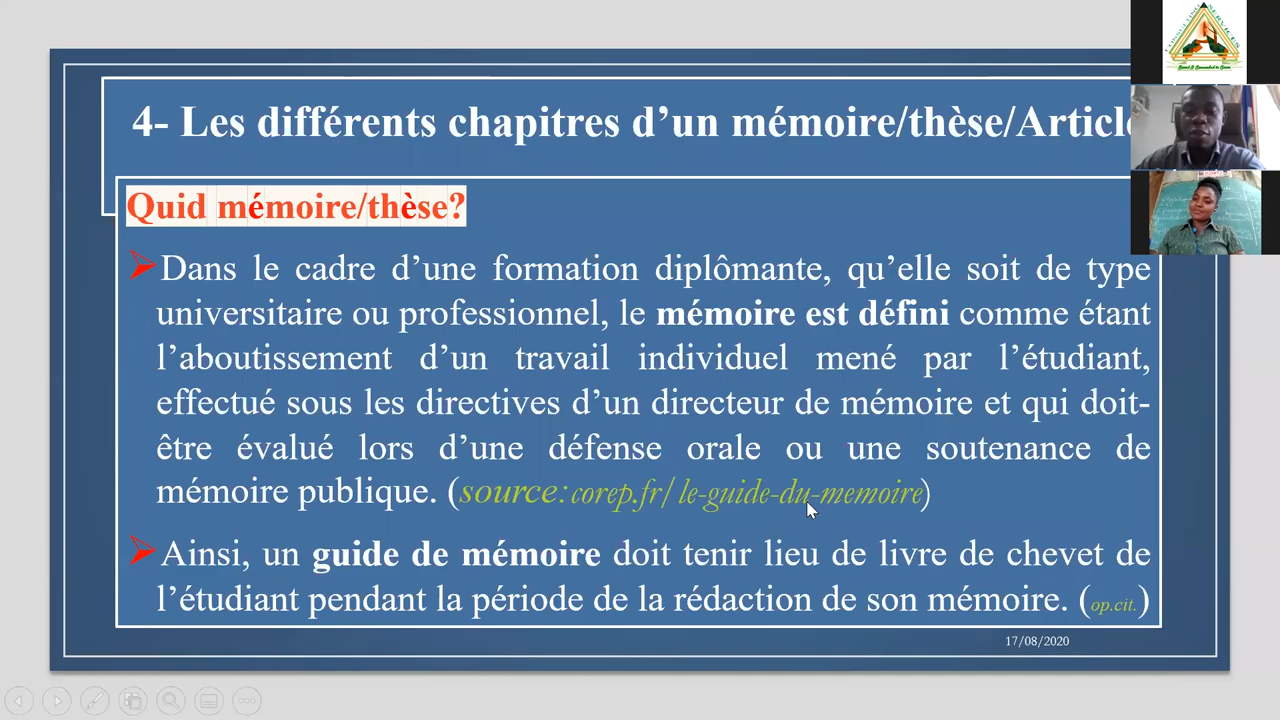 4- Les différents chapitres d’un mémoire/thèse/Article
Quid mémoire/thèse?
Dans le cadre d’une formation diplômante, qu’elle soit de type
universitaire ou professionnel, le mémoire est défini comme étant
l’aboutissement d’un travail individuel mené par l’étudiant,
effectué sous les directives d’un directeur de mémoire et qui doit-
être évalué lors d’une défense orale ou une soutenance de
mémoire publique. (source: corep.fr/ le-guide-du-memoire)
Ainsi, un guide de mémoire doit tenir lieu de livre de chevet de
l’étudiant pendant la période de la rédaction de son mémoire. (op.cit.)
17/08/2020